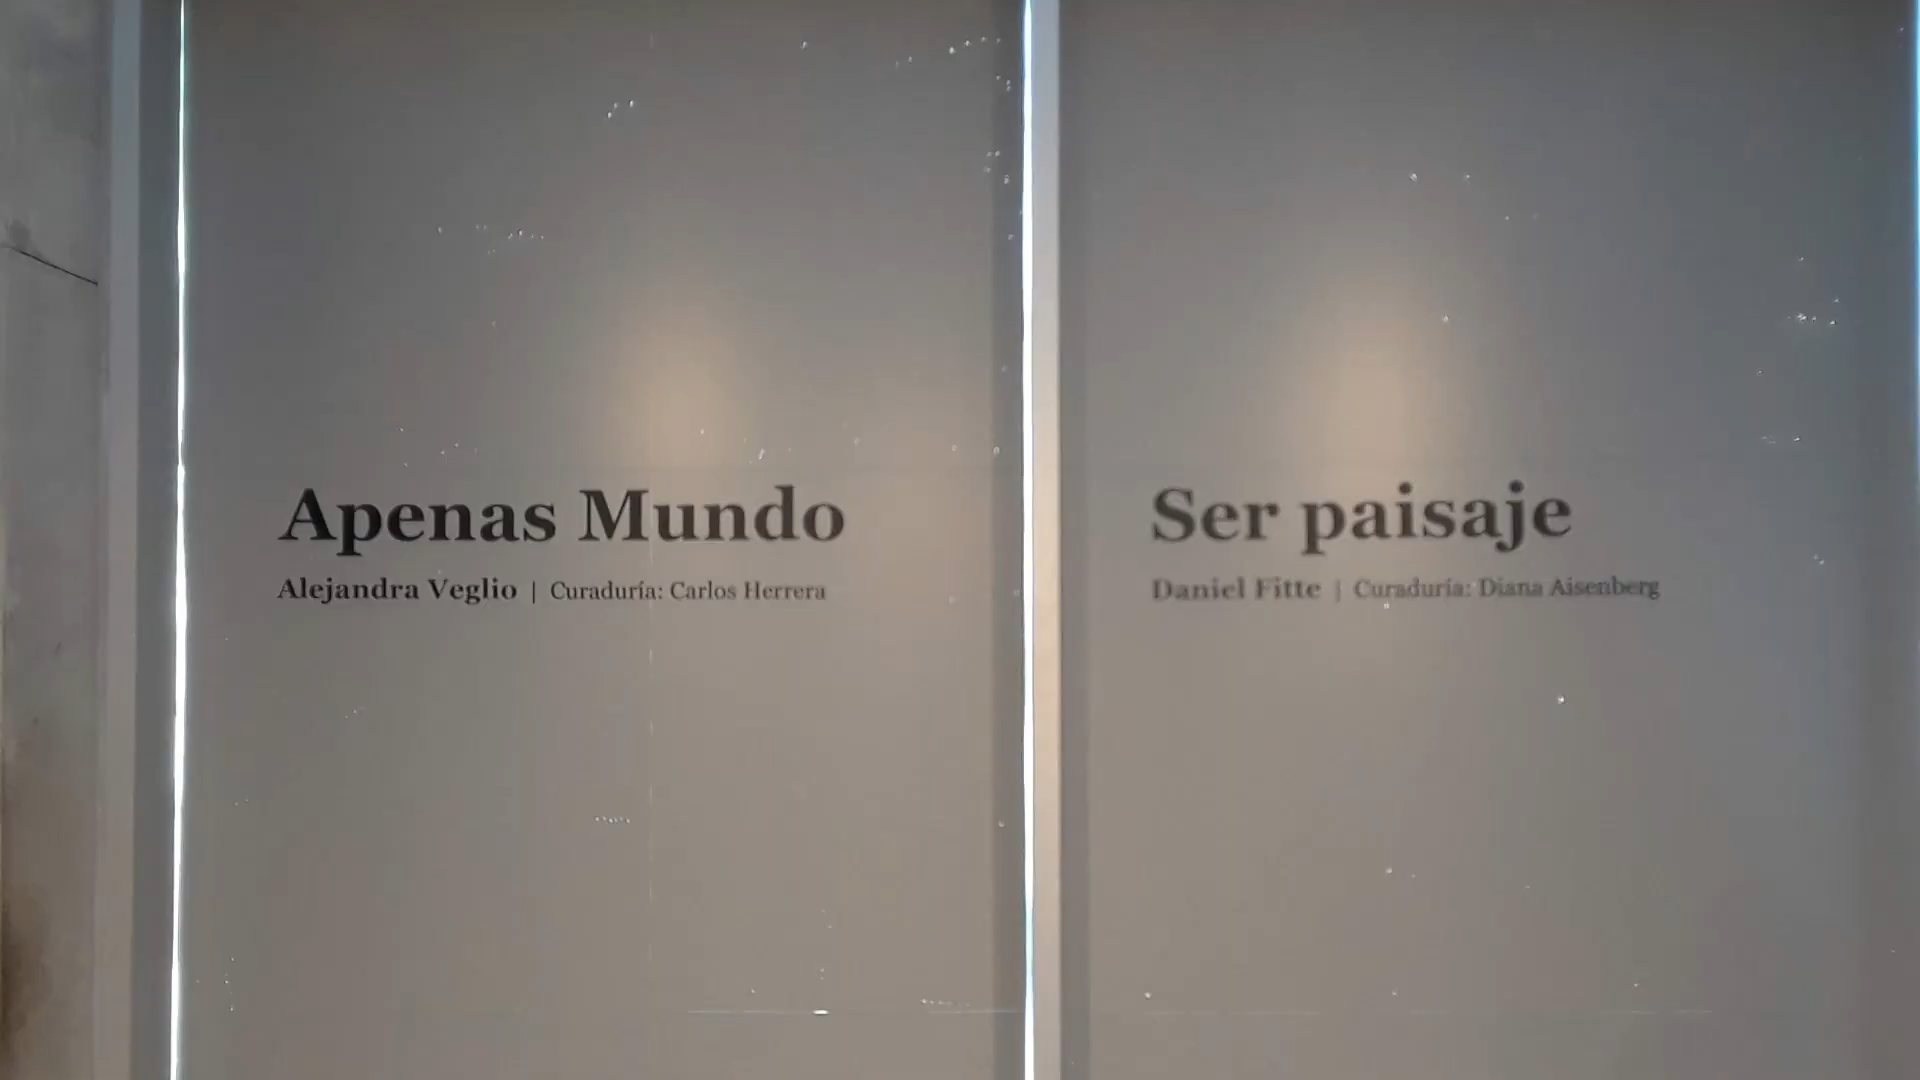 Apenas Mundo
Alejandra Veglio | Curaduría: Carlos Herrera
Ser paisaje
Daniel Fitte | Curaduría: Diana Aisenberg